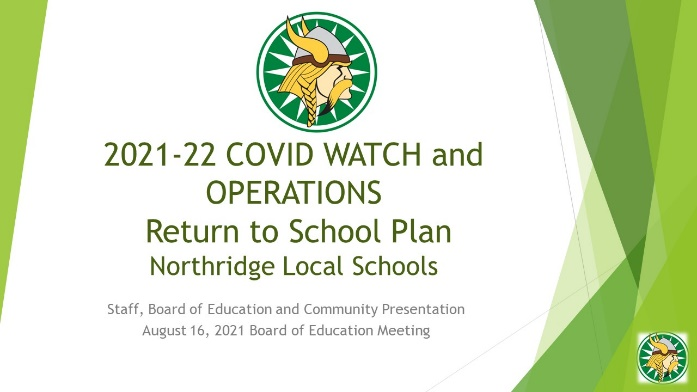 2021-22 COVID WATCH and
OPERATIONS
Return to School Plan
Northridge Local Schools
Staff, Board of Education and Community Presentation
August 16, 2021 Board of Education Meeting